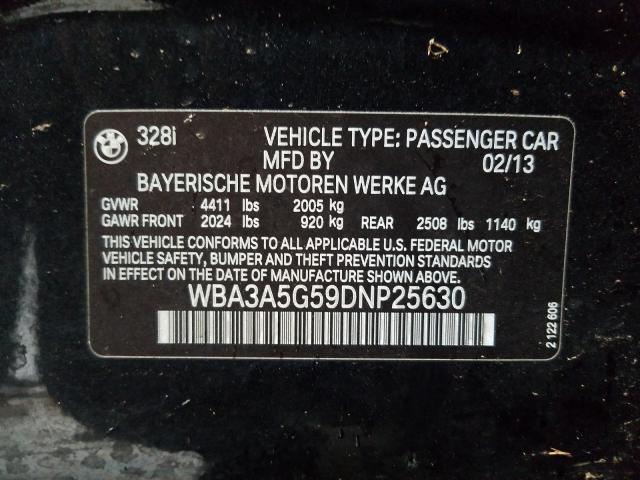 328i VEHICLE TYPE: PASSENGER CAR
MFD BY 02/13
BAYERISCHE MOTOREN WERKE AG
GVWR 4411 lbs 2005 kg
GAWR FRONT 2024 lbs 920 kg REAR 2508 lbs 1140 kg
THIS VEHICLE CONFORMS TO ALL APPLICABLE U.S. FEDERAL MOTOR
VEHICLE SAFETY, BUMPER AND THEFT PREVENTION STANDARDS
IN EFFECT ON THE DATE OF MANUFACTURE SHOWN ABOVE.
WBA3A5G59DNP25630
2 122 606